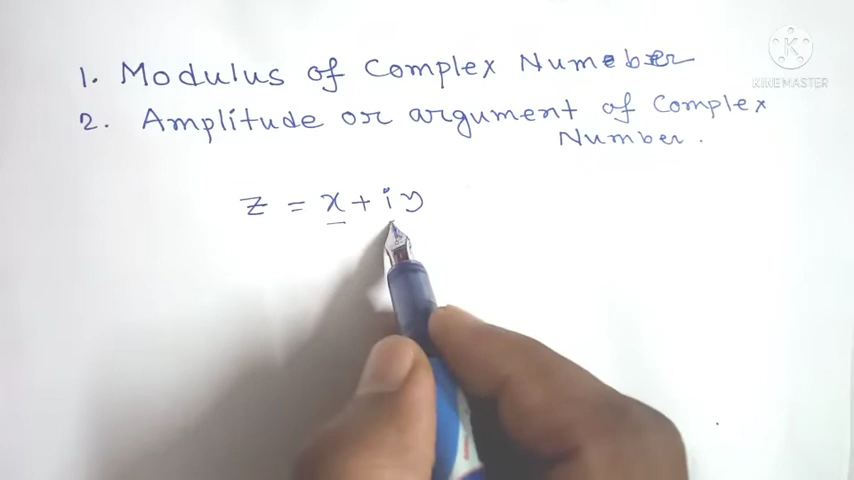 1. Modulus of Complex Number
2. Amplitude or argument of Complex
Number.
z = x + iy
KINEMASTER